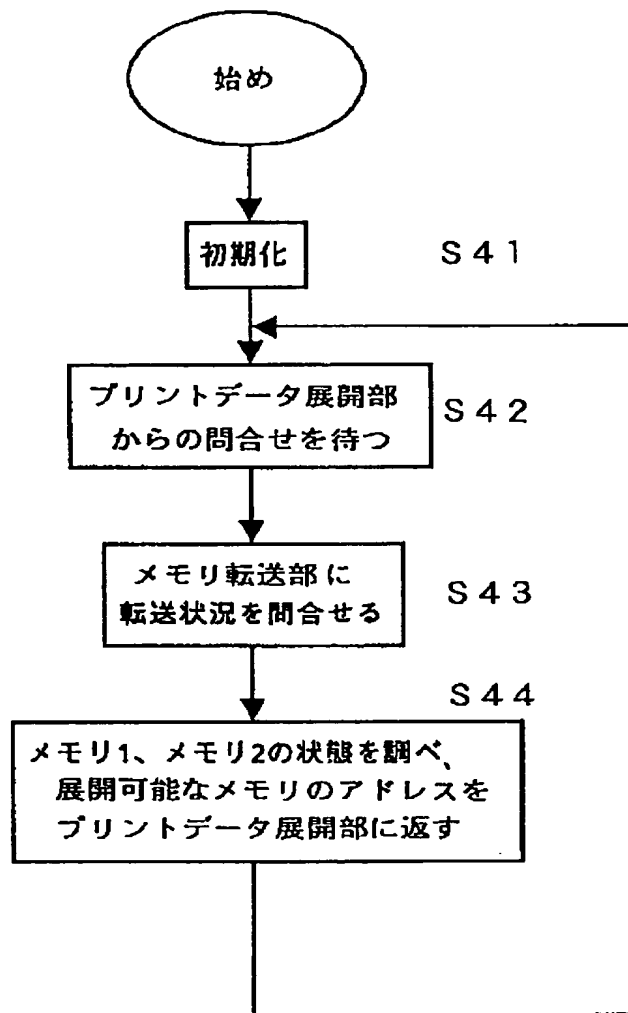 始め
初期化
S41
プリントデータ展開部
からの問合せを待つ
S42
メモリ転送部に
転送状況を問合せる
S43
S44
メモリ1、メモリ2の状態を調べ、
展開可能なメモリのアドレスを
プリントデータ展開部に返す